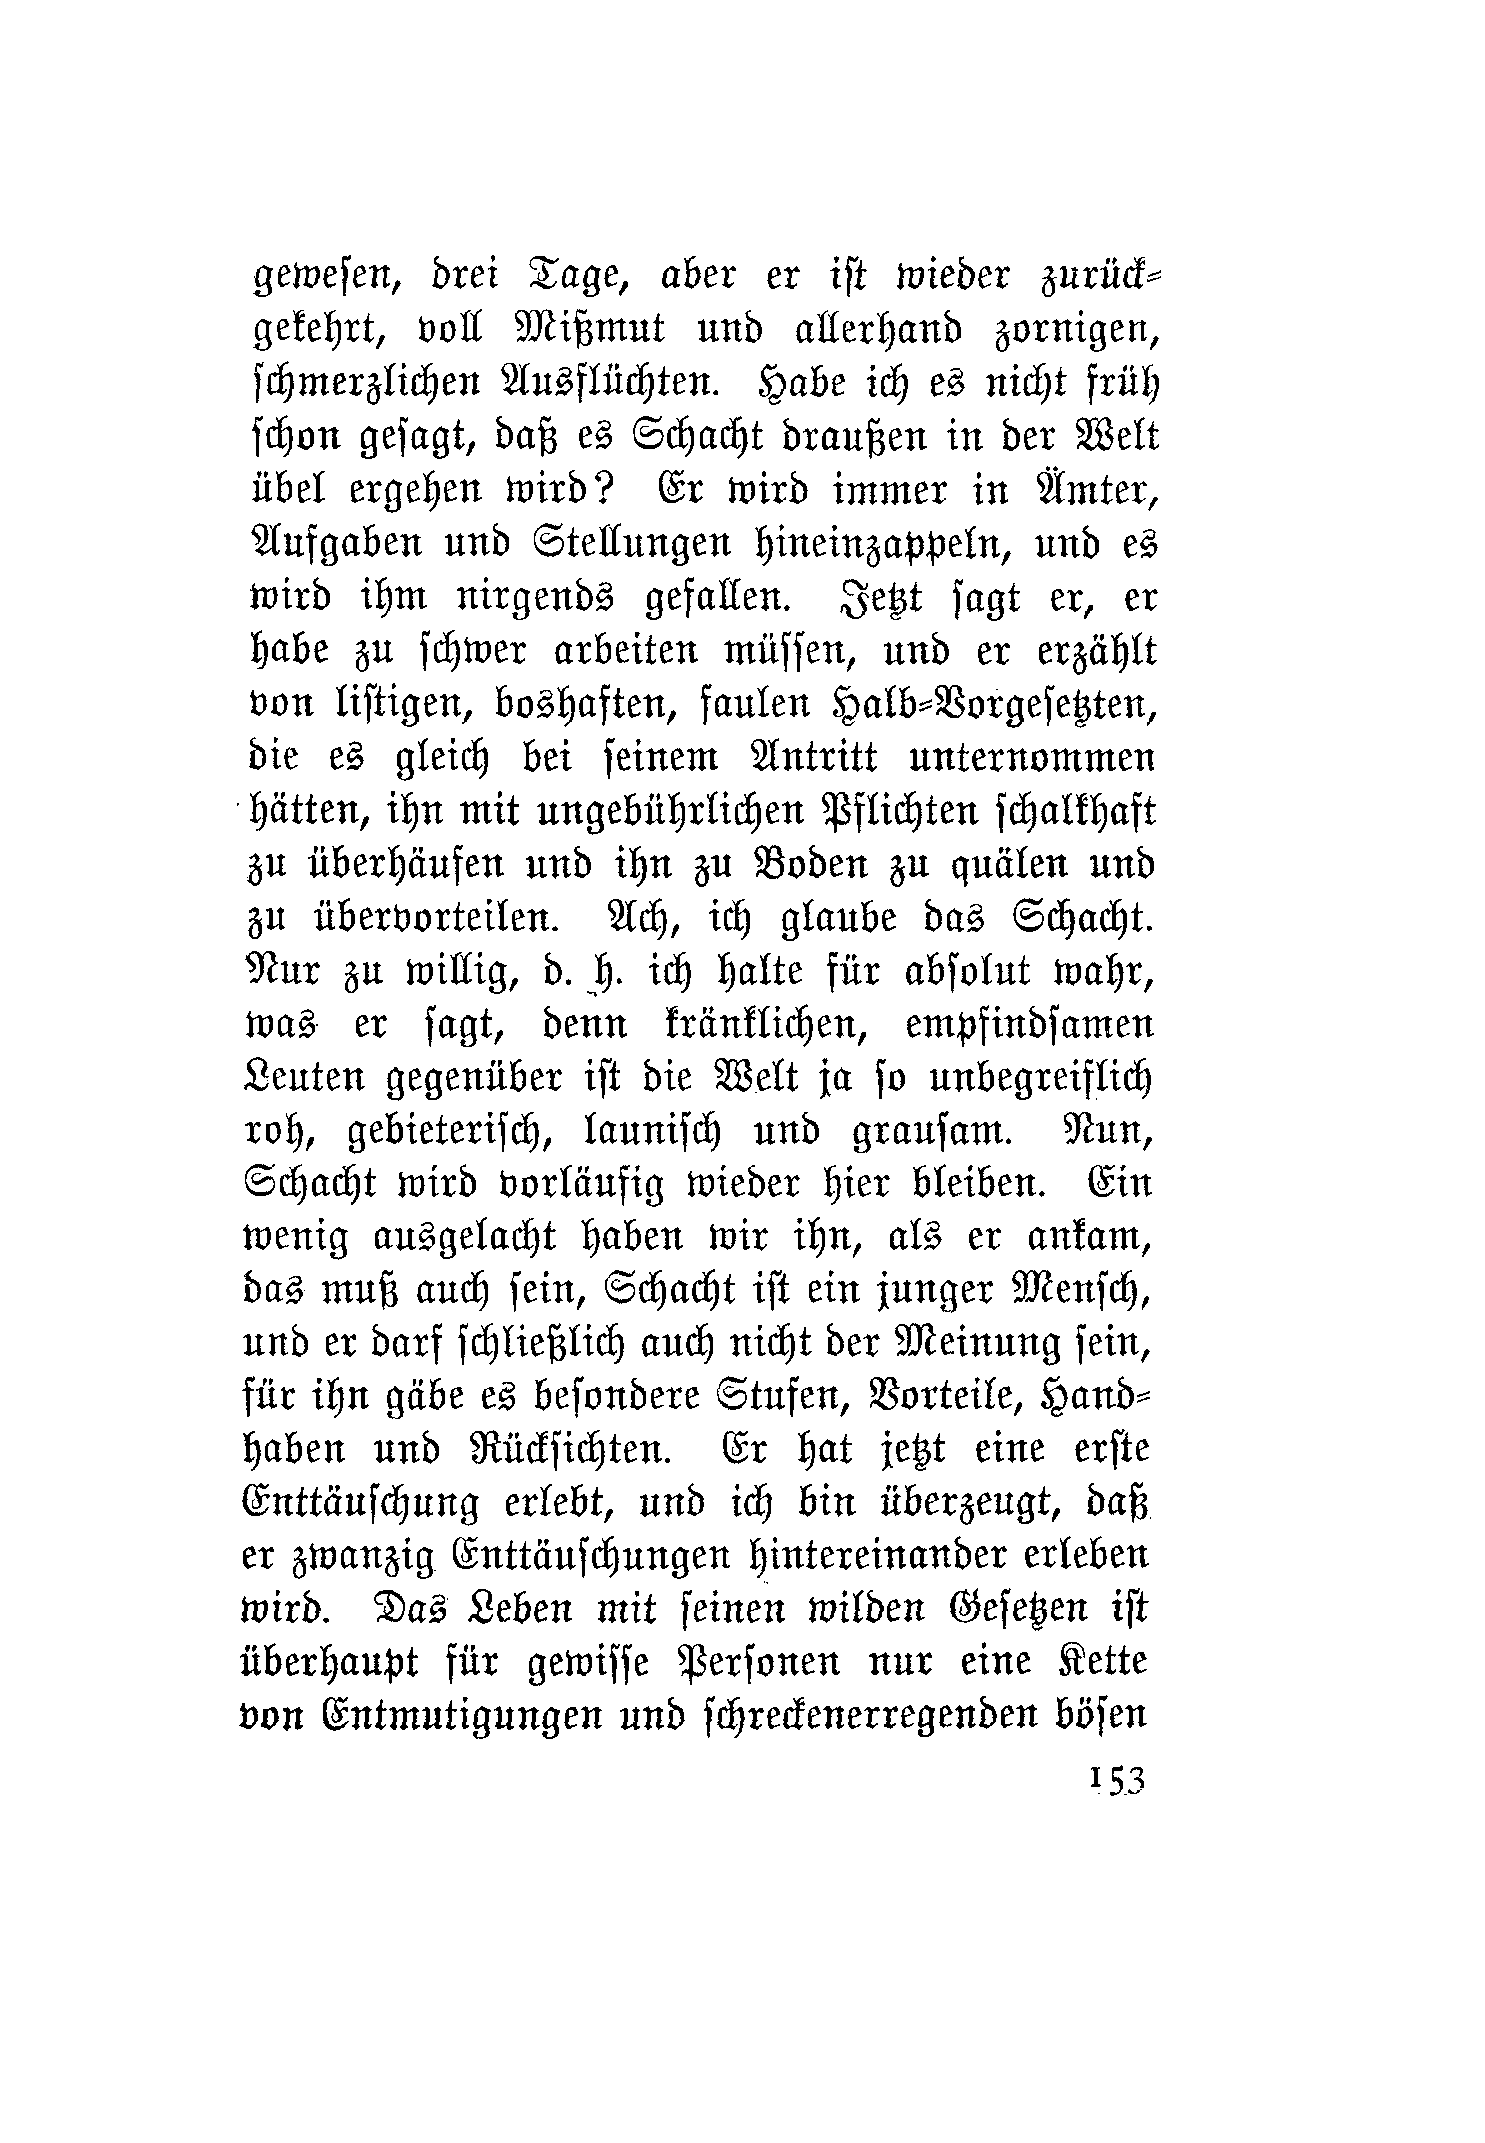 gewesen, drei Tage, aber er ist wieder zurück-
gekehrt, voll Mißmut und allerhand zornigen,
schmerzlichen Ausflüchten. Habe ich es nicht früh
schon gesagt, daß es Schacht draußen in der Welt
übel ergehen wird? Er wird immer in Ämter,
Aufgaben und Stellungen hineinzappeln, und es
wird ihm nirgends gefallen. Jetzt sagt er, er
habe zu schwer arbeiten müssen, und er erzählt
von listigen, boshaften, faulen Halb-Vorgesetzten,
die es gleich bei seinem Antritt unternommen
hätten, ihn mit ungebührlichen Pflichten schalkhaft
zu überhäufen und ihn zu Boden zu quälen und
zu übervorteilen. Ach, ich glaube das Schacht.
Nur zu willig, d. h. ich halte für absolut wahr,
was er sagt, denn kränklichen, empfindsamen
Leuten gegenüber ist die Welt ja so unbegreiflich
roh, gebieterisch, launisch und grausam. Nun,
Schacht wird vorläufig wieder hier bleiben. Ein
wenig ausgelacht haben wir ihn, als er ankam,
das muß auch sein, Schacht ist ein junger Mensch,
und er darf schließlich auch nicht der Meinung sein,
für ihn gäbe es besondere Stufen, Vorteile, Hand-
haben und Rücksichten. Er hat jetzt eine erste
Enttäuschung erlebt, und ich bin überzeugt, daß
er zwanzig Enttäuschungen hintereinander erleben
wird. Das Leben mit seinen wilden Gesetzen ist
überhaupt für gewisse Personen nur eine Kette
von Entmutigungen und schreckenerregenden bösen
153